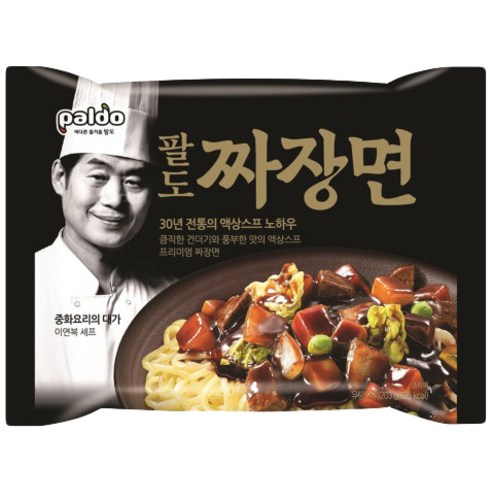 paldo
팔도
짜장면
30년 전통의 액상스프 노하우
큼직한 건더기와 풍부한 맛의 액상스프
프리미엄 짜장면
중화요리의 대가
이연복 셰프